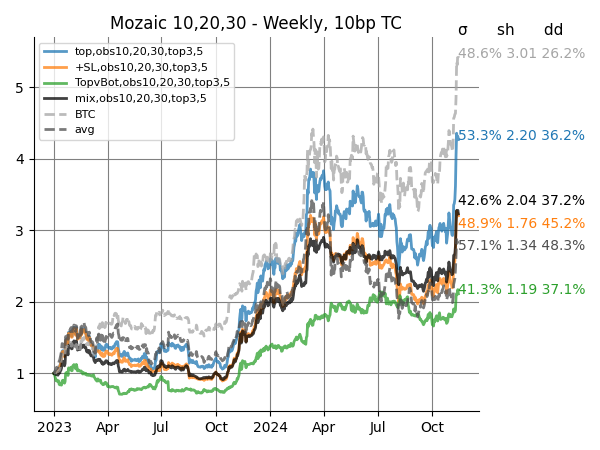 Mozaic 10,20,30 - Weekly, 10bp TC
σ sh dd
top,obs10,20,30,top3,5
+SL,obs10,20,30,top3,5
TopvBot,obs10,20,30,top3,5
mix,obs10,20,30,top3,5
BTC
avg
48.6% 3.01 26.2%
53.3% 2.20 36.2%
42.6% 2.04 37.2%
48.9% 1.76 45.2%
57.1% 1.34 48.3%
41.3% 1.19 37.1%
5
4
3
2
1
2023 Apr Jul Oct 2024 Apr Jul Oct